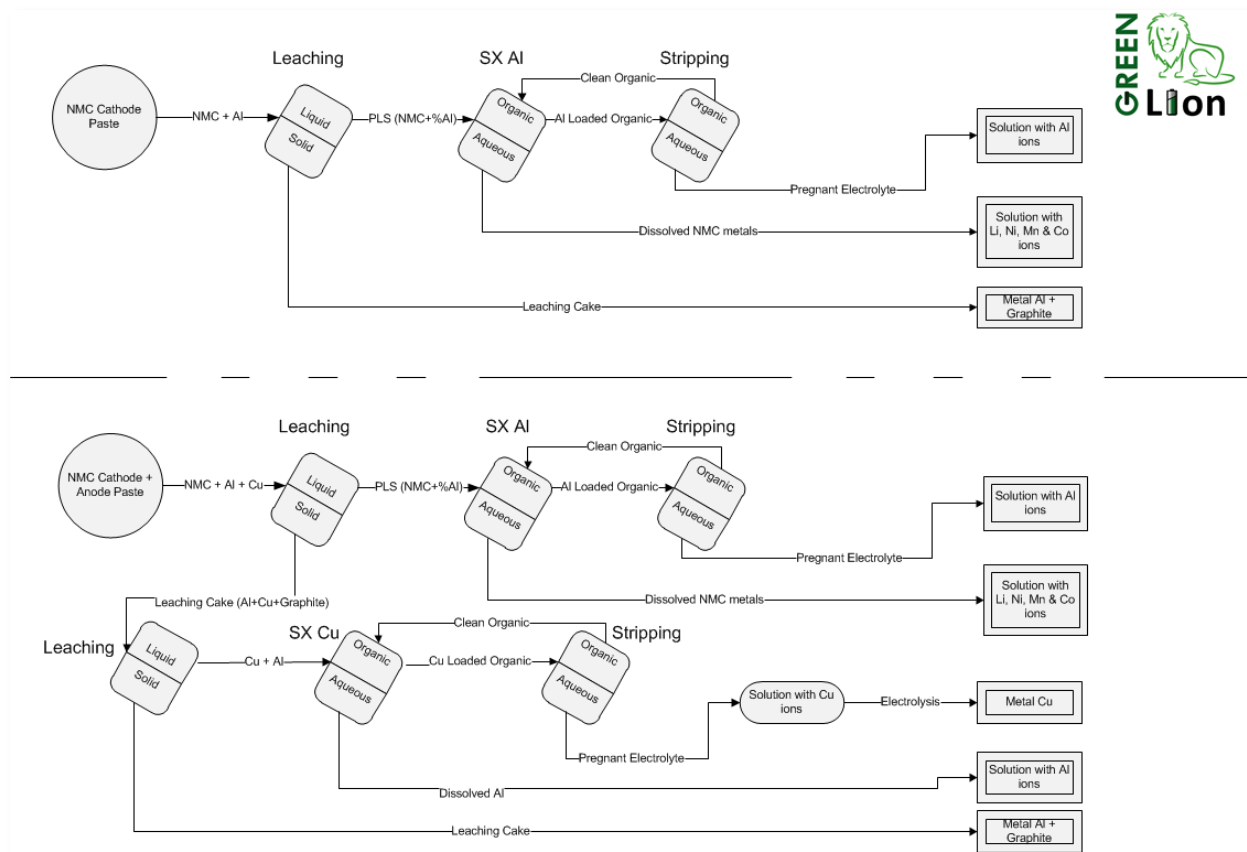 GREEN
LIon
Leaching
SX Al
Stripping
Clean Organic
NMC Cathode
Paste
NMC + Al
Liquid
Solid
PLS (NMC+%Al)
Organic
Aqueous
Al Loaded Organic
Organic
Aqueous
Solution with Al
ions
Pregnant Electrolyte
Solution with
Li, Ni, Mn & Co
ions
Dissolved NMC metals
Leaching Cake
Metal Al +
Graphite
Leaching
SX Al
Stripping
Clean Organic
NMC Cathode +
Anode Paste
NMC + Al + Cu
Liquid
Solid
PLS (NMC+%Al)
Organic
Aqueous
Al Loaded Organic
Organic
Aqueous
Solution with Al
ions
Pregnant Electrolyte
Solution with
Li, Ni, Mn & Co
ions
Dissolved NMC metals
Leaching Cake (Al+Cu+Graphite)
Leaching
SX Cu
Clean Organic
Stripping
Liquid
Solid
Cu + Al
Organic
Aqueous
Cu Loaded Organic
Organic
Aqueous
Solution with Cu
ions
Electrolysis
Metal Cu
Pregnant Electrolyte
Solution with Al
ions
Dissolved Al
Leaching Cake
Metal Al +
Graphite